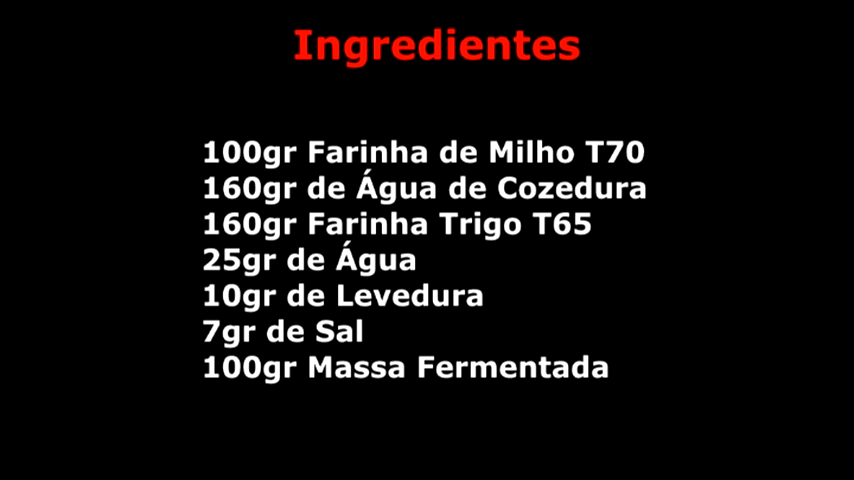 Ingredientes
100gr Farinha de Milho T70
160gr de Água de Cozedura
160gr Farinha Trigo T65
25gr de Água
10gr de Levedura
7gr de Sal
100gr Massa Fermentada